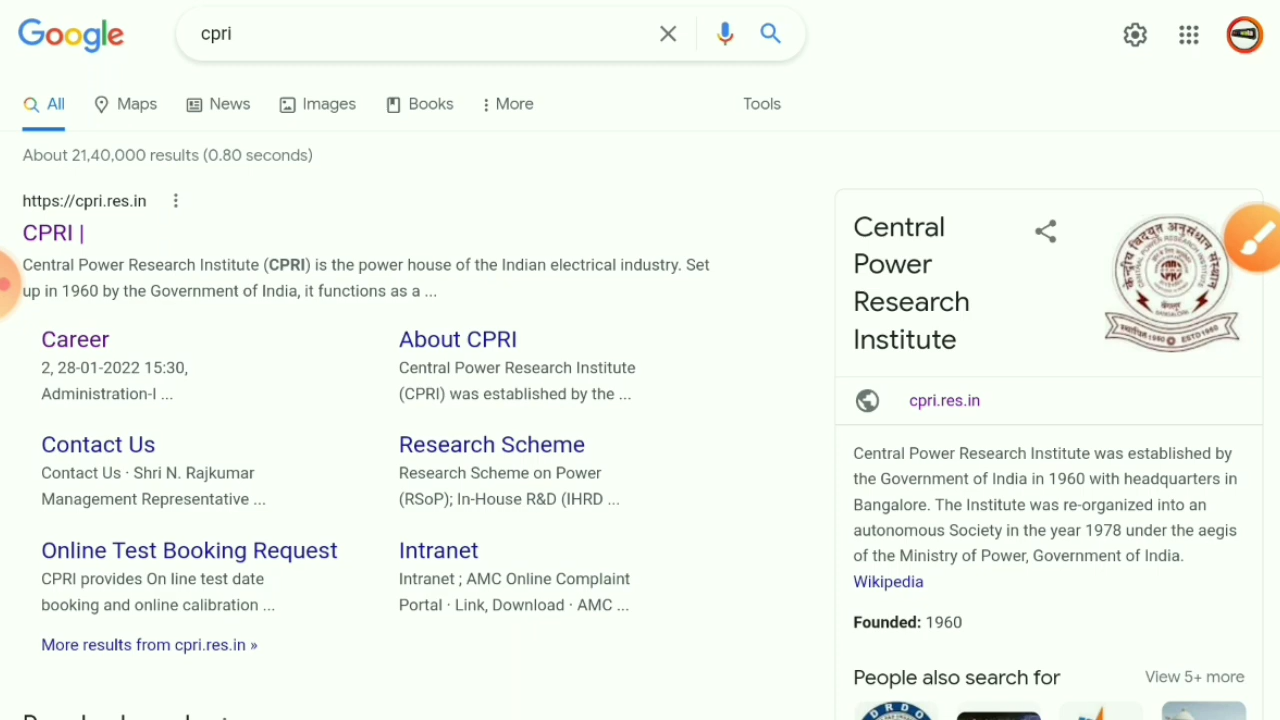 Google
cpri
All
Maps
News
Images
Books
More
Tools
About 21,40,000 results (0.80 seconds)
https://cpri.res.in
CPRI |
Central Power Research Institute (CPRI) is the power house of the Indian electrical industry. Set
up in 1960 by the Government of India, it functions as a ...
Career
2, 28-01-2022 15:30,
Administration-I ...
About CPRI
Central Power Research Institute
(CPRI) was established by the ...
Contact Us
Contact Us · Shri N. Rajkumar
Management Representative ...
Research Scheme
Research Scheme on Power
(RSoP); In-House R&D (IHRD ...
Online Test Booking Request
CPRI provides On line test date
booking and online calibration ...
Intranet
Intranet ; AMC Online Complaint
Portal · Link, Download · AMC ...
More results from cpri.res.in »
Central
Power
Research
Institute
केन्द्रीय विद्युत अनुसंधान संस्थान
CENTRAL POWER RESEARCH INSTITUTE
BANGALORE
ESTD 1960
cpri.res.in
Central Power Research Institute was established by
the Government of India in 1960 with headquarters in
Bangalore. The Institute was re-organized into an
autonomous Society in the year 1978 under the aegis
of the Ministry of Power, Government of India.
Wikipedia
Founded: 1960
People also search for
View 5+ more
DRDO